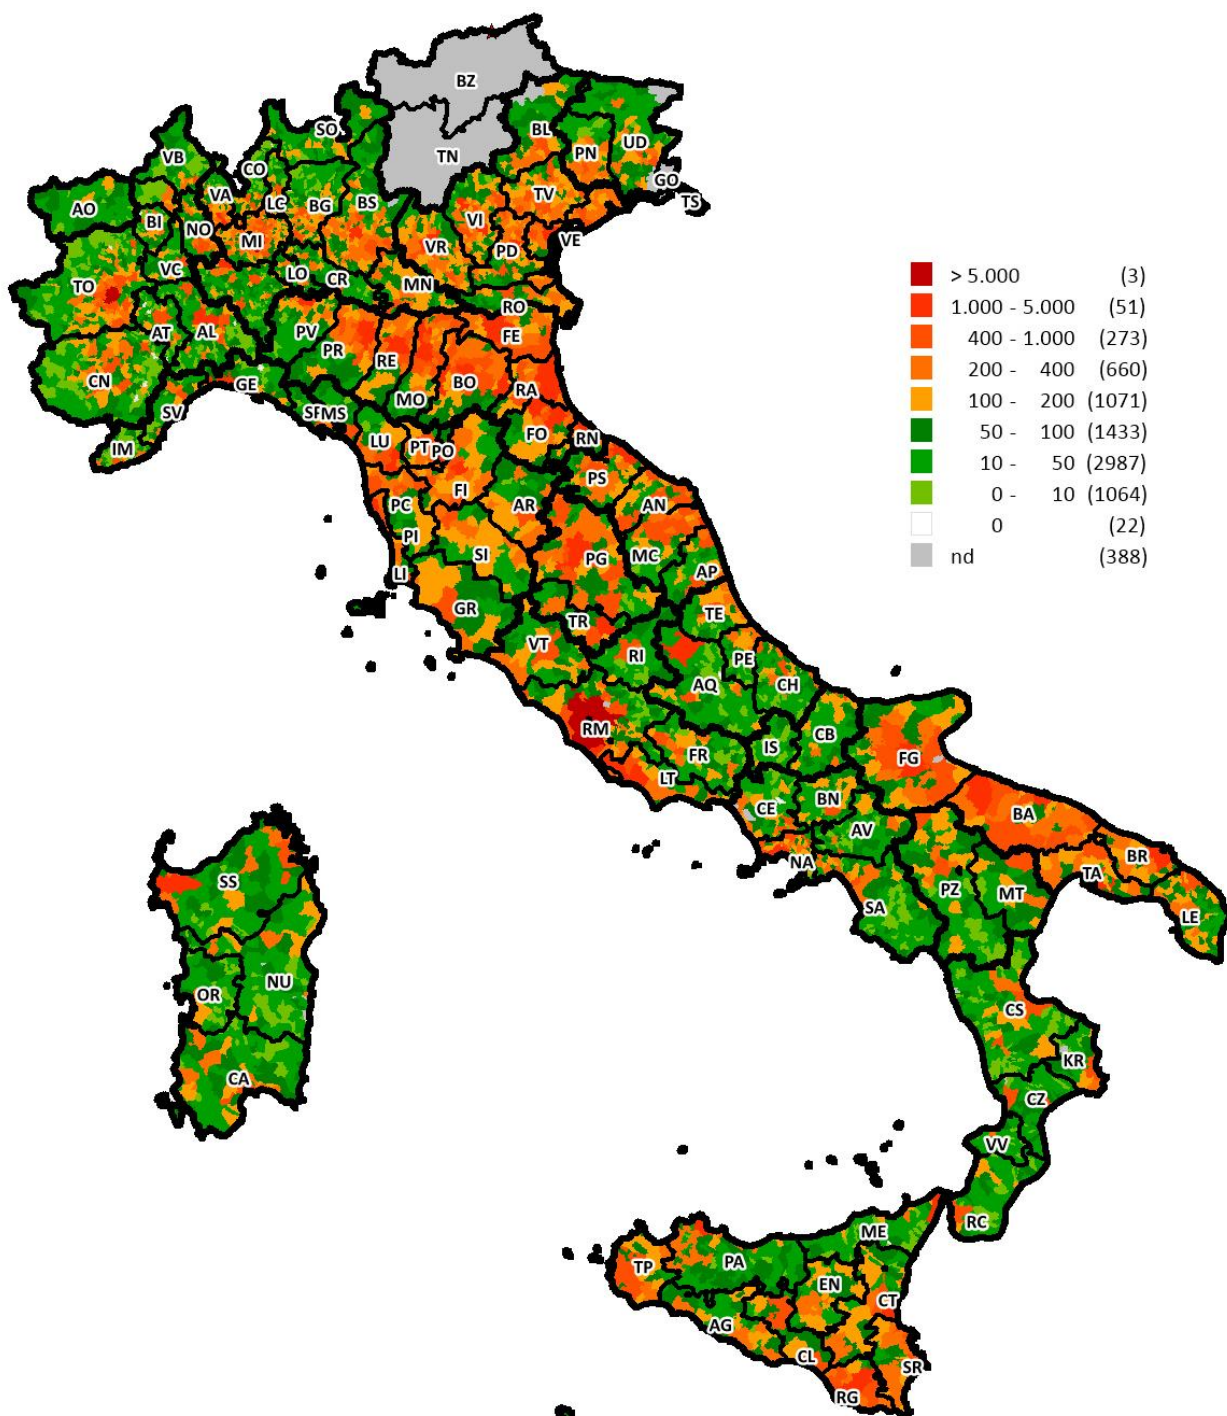 BZ
SO
BL
UD
TN
PN
VB
CO
GO
VA
LC
BG
BS
TV
TS
AO
BI
NO
MI
VI
VE
VR
PD
VC
LO
CR
MN
TO
RO
AT
AL
PV
PR
RE
FE
CN
GE
BO
RA
SV
SP
MS
MO
IM
LU
PT
PO
FO
RN
FI
PS
PC
AR
AN
PI
SI
PG
MC
LI
AP
GR
TR
TE
VT
RI
PE
AQ
CH
RM
FR
IS
CB
FG
LT
CE
BN
BA
NA
AV
BR
SS
PZ
MT
TA
SA
LE
OR
NU
CS
CA
KR
CZ
VV
RC
ME
TP
PA
EN
CT
AG
CL
SR
RG
> 5.000 (3)
1.000 - 5.000 (51)
400 - 1.000 (273)
200 - 400 (660)
100 - 200 (1071)
50 - 100 (1433)
10 - 50 (2987)
0 - 10 (1064)
0 (22)
nd (388)